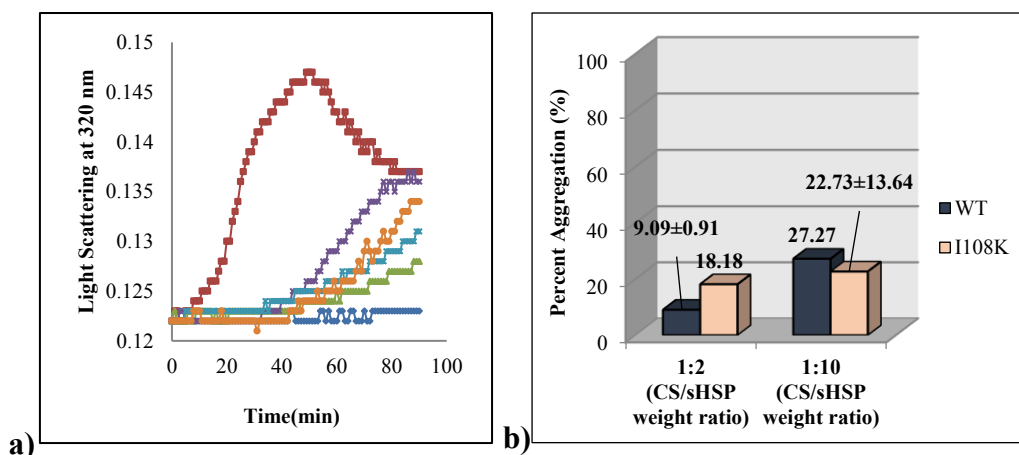 0.15
0.145
0.14
0.135
0.13
0.125
0.12
Light Scattering at 320 nm
0 20 40 60 80 100
Time(min)
a)
100
80
60
40
20
0
Percent Aggregation (%)
9.09±0.91
18.18
27.27
22.73±13.64
1:2
(CS/sHSP
weight ratio)
1:10
(CS/sHSP
weight ratio)
WT
I108K
b)